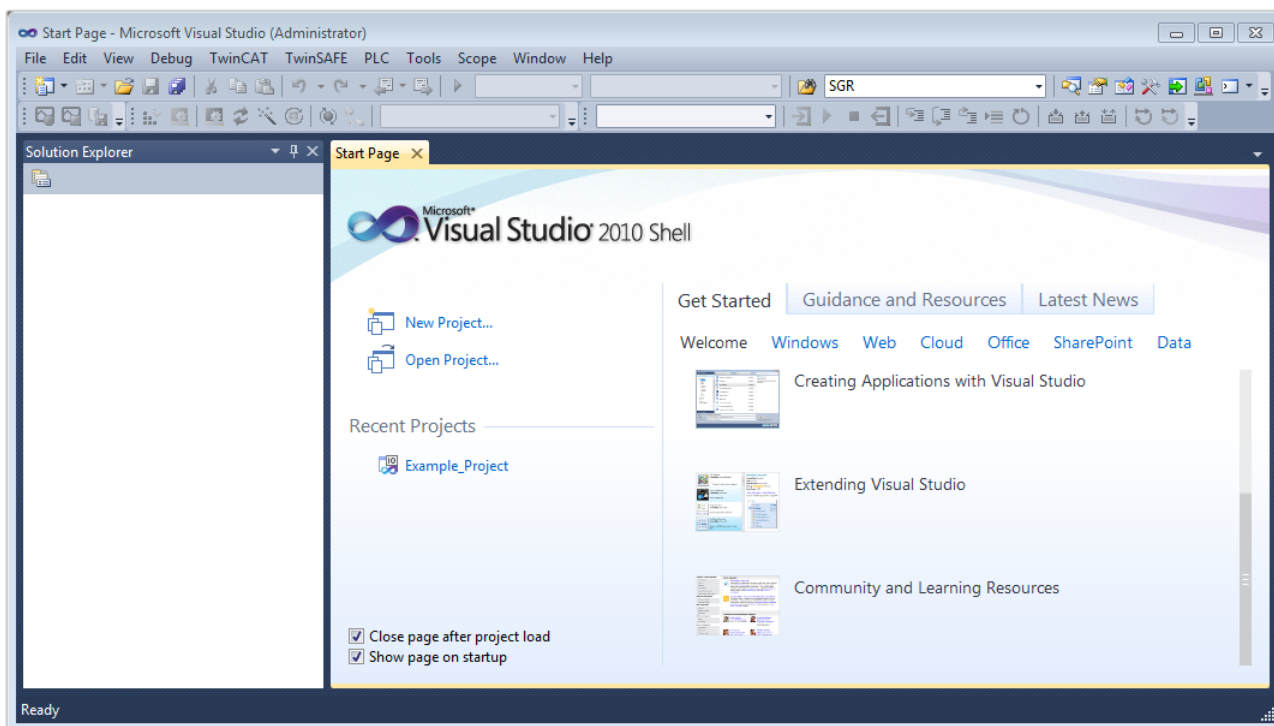 Start Page - Microsoft Visual Studio (Administrator)
File Edit View Debug TwinCAT TwinSAFE PLC Tools Scope Window Help
SGR
Solution Explorer
Start Page
Microsoft
Visual Studio 2010 Shell
Get Started Guidance and Resources Latest News
New Project...
Welcome Windows Web Cloud Office SharePoint Data
Open Project...
Creating Applications with Visual Studio
Recent Projects
Example_Project
Extending Visual Studio
Community and Learning Resources
Close page after project load
Show page on startup
Ready